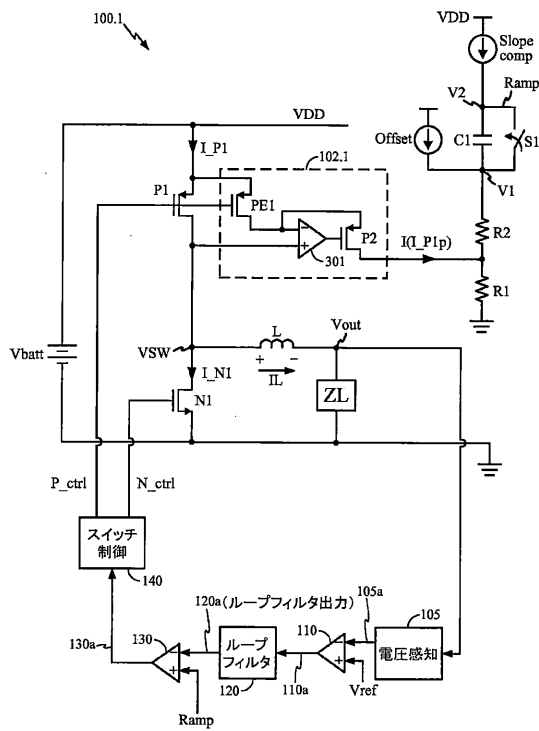 100.1
VDD
Slope
comp
V2
Ramp
VDD
Offset
C1
S1
I_P1
102.1
V1
P1
PE1
P2
R2
−
+
301
I(I_P1p)
R1
L
Vout
VSW
+
−
I_N1
IL
Vbatt
N1
ZL
P_ctrl
N_ctrl
スイッチ
制御
140
120a(ループフィルタ出力)
105a
105
130a
130
−
+
ループ
フィルタ
110
−
+
電圧感知
120
110a
Vref
Ramp